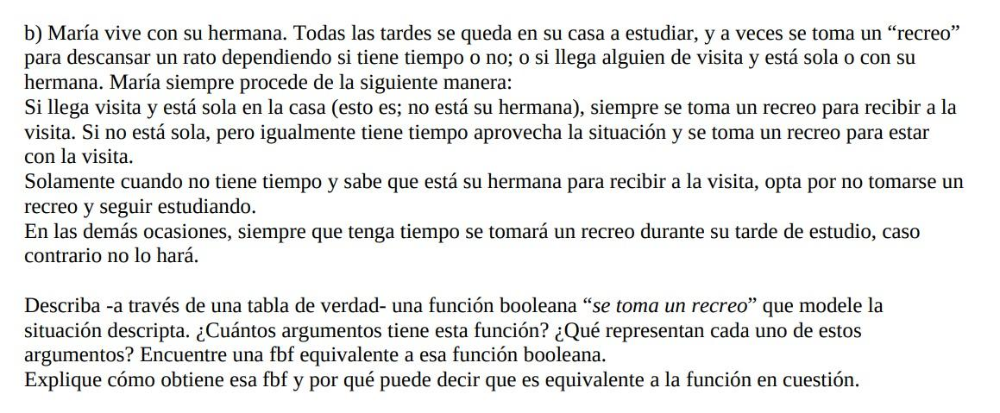 b) María vive con su hermana. Todas las tardes se queda en su casa a estudiar, y a veces se toma un “recreo”
para descansar un rato dependiendo si tiene tiempo o no; o si llega alguien de visita y está sola o con su
hermana. María siempre procede de la siguiente manera:
Si llega visita y está sola en la casa (esto es; no está su hermana), siempre se toma un recreo para recibir a la
visita. Si no está sola, pero igualmente tiene tiempo aprovecha la situación y se toma un recreo para estar
con la visita.
Solamente cuando no tiene tiempo y sabe que está su hermana para recibir a la visita, opta por no tomarse un
recreo y seguir estudiando.
En las demás ocasiones, siempre que tenga tiempo se tomará un recreo durante su tarde de estudio, caso
contrario no lo hará.
Describa -a través de una tabla de verdad- una función booleana “se toma un recreo” que modele la
situación descripta. ¿Cuántos argumentos tiene esta función? ¿Qué representan cada uno de estos
argumentos? Encuentre una fbf equivalente a esa función booleana.
Explique cómo obtiene esa fbf y por qué puede decir que es equivalente a la función en cuestión.